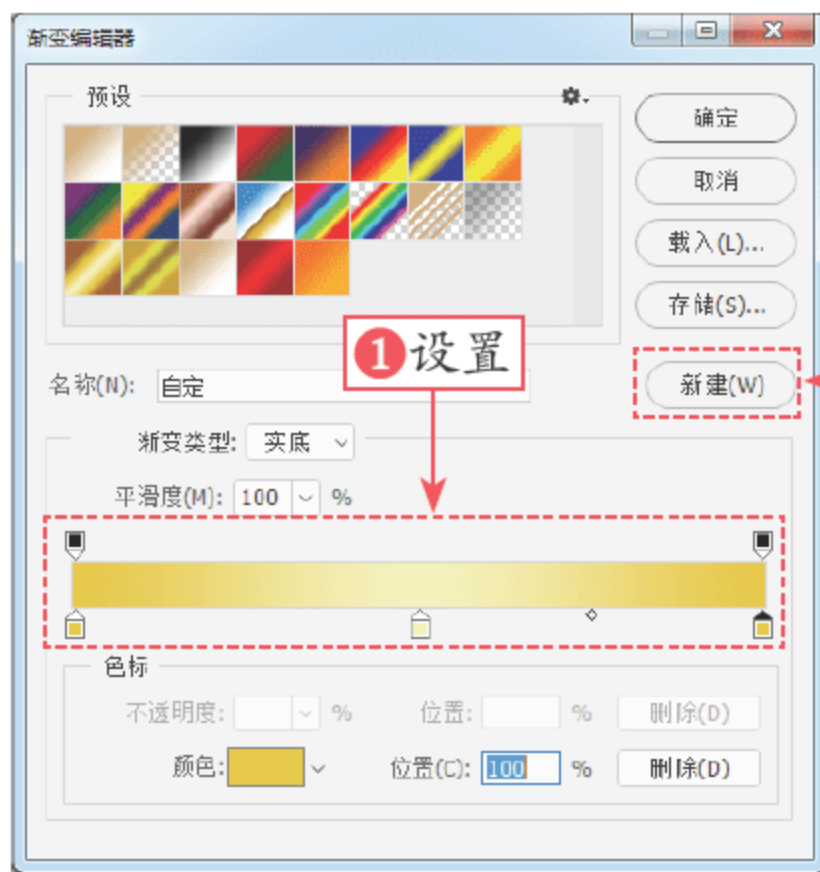 渐变编辑器
预设
确定
取消
载入(L)...
存储(S)...
1设置
名称(N): 自定
新建(W)
渐变类型: 实底
平滑度(M): 100 %
色标
不透明度: % 位置: % 删除(D)
颜色: 位置(C): 100 % 删除(D)